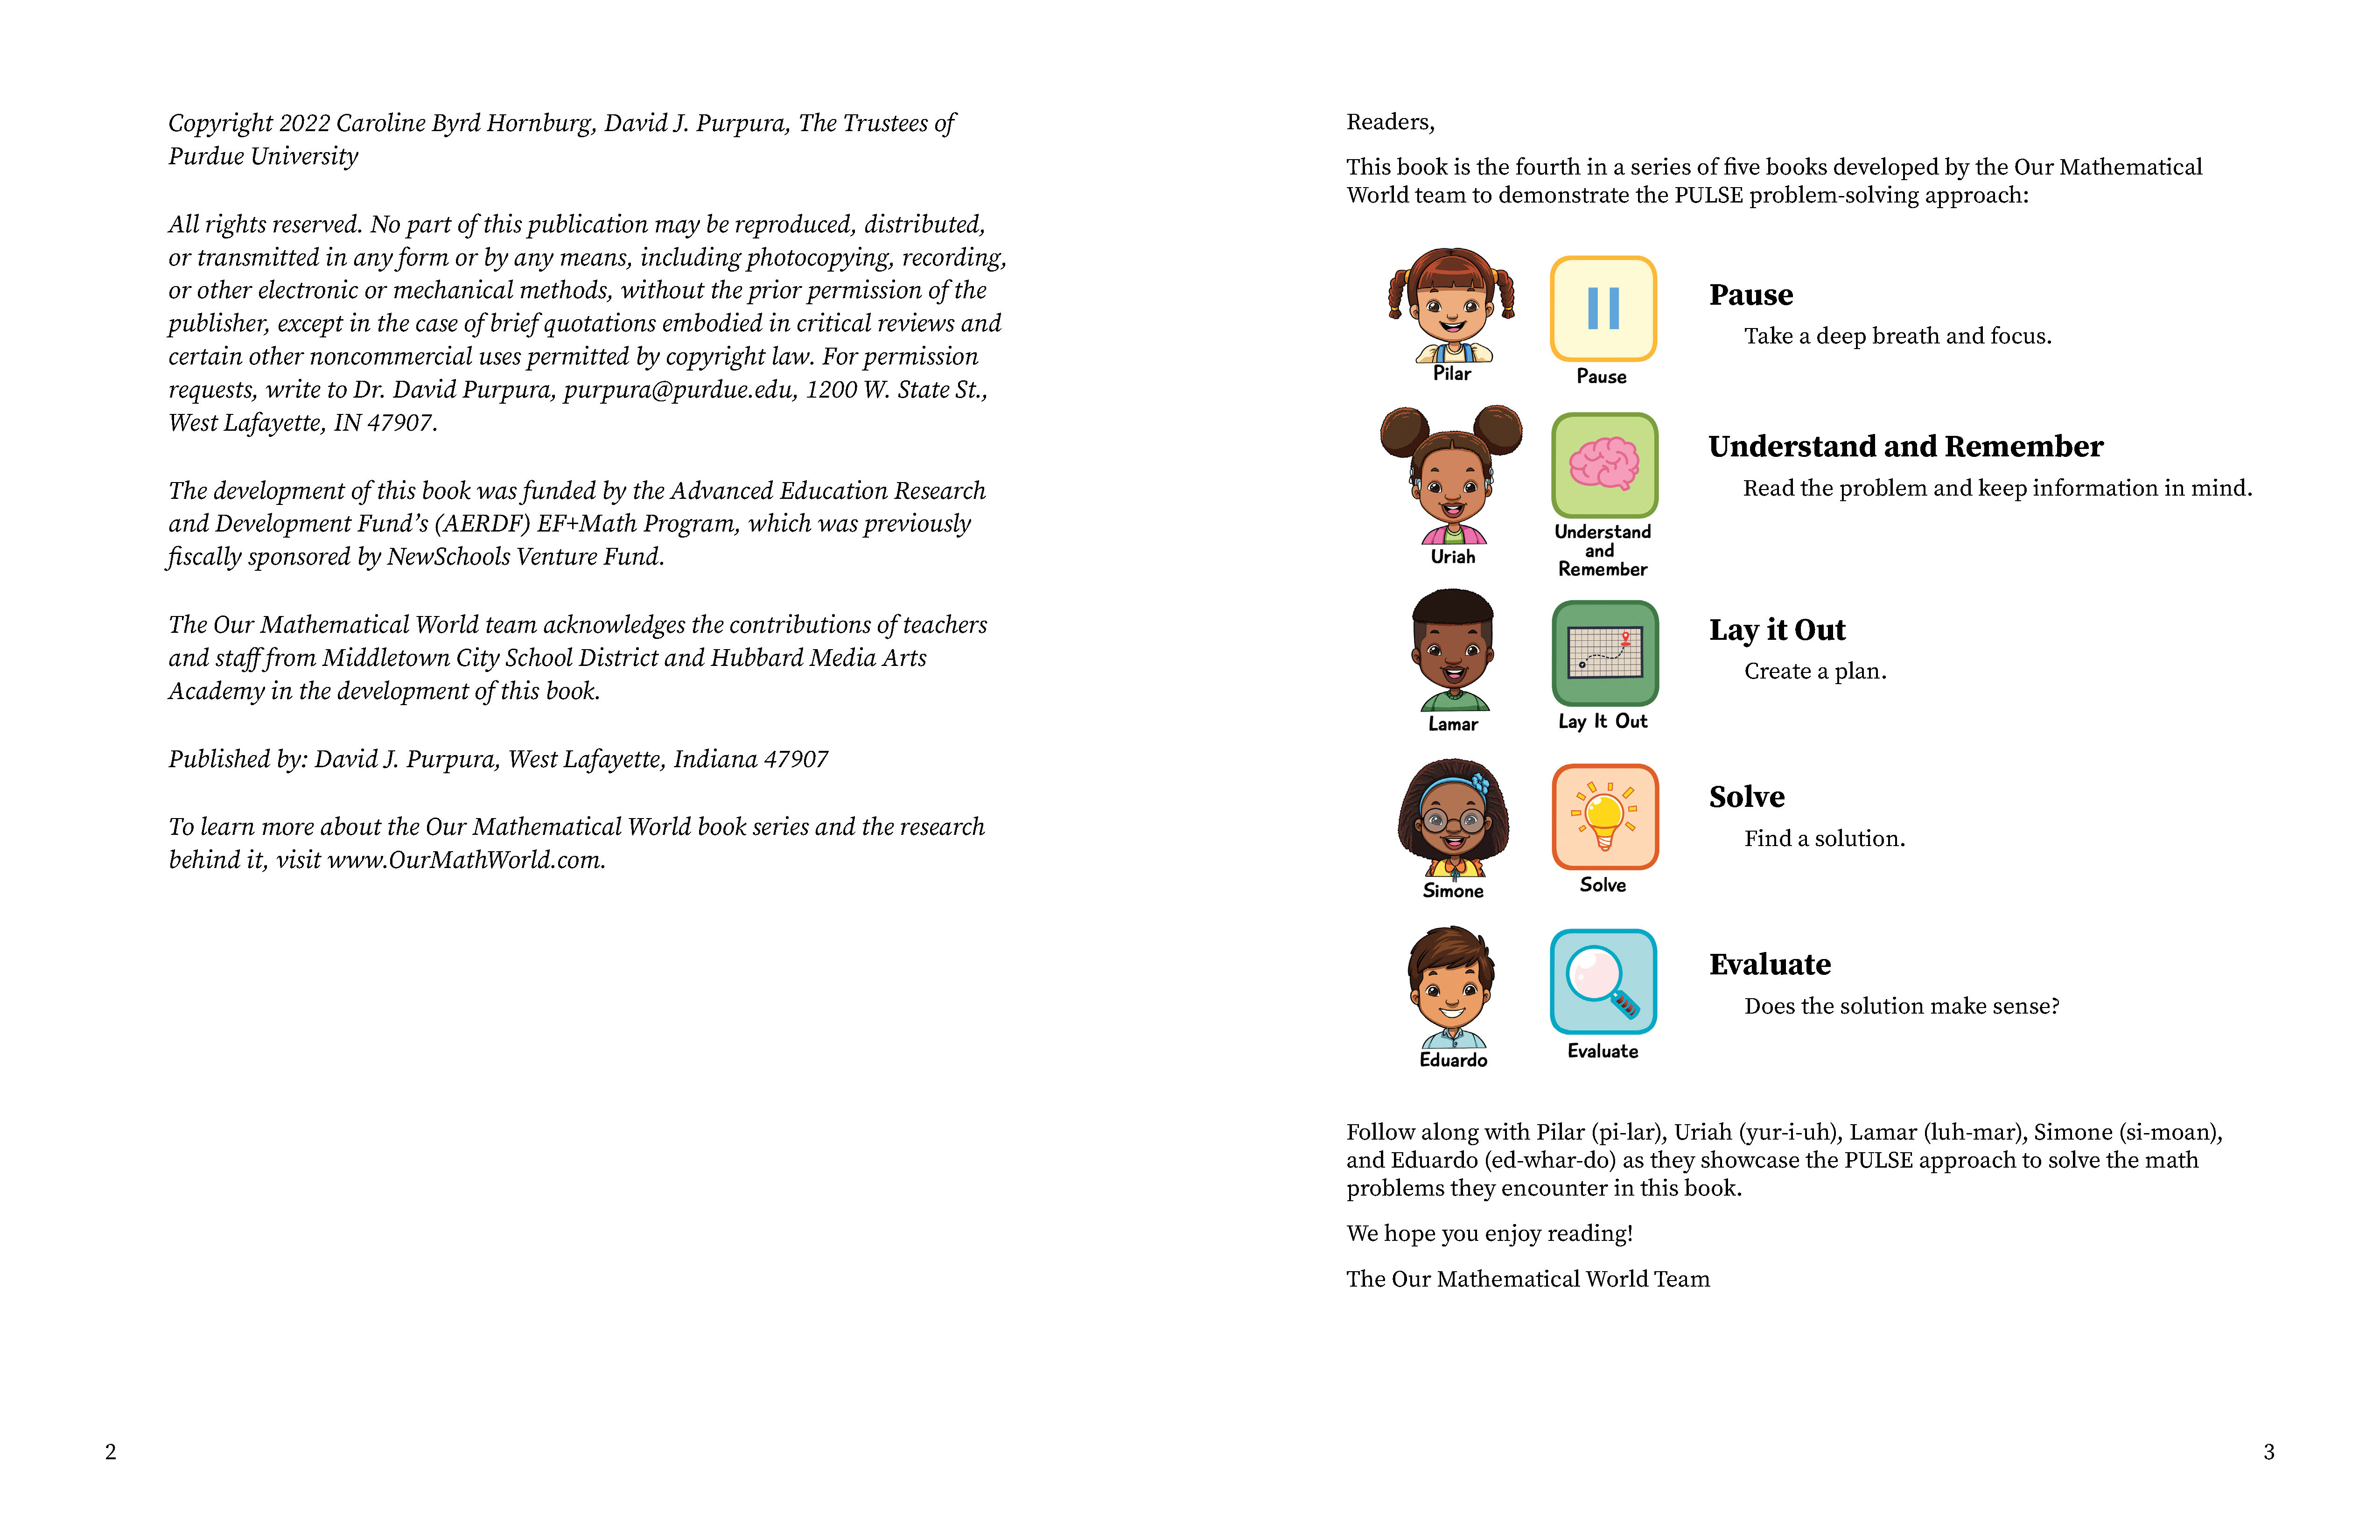 Copyright 2022 Caroline Byrd Hornburg, David J. Purpura, The Trustees of
Purdue University
All rights reserved. No part of this publication may be reproduced, distributed,
or transmitted in any form or by any means, including photocopying, recording,
or other electronic or mechanical methods, without the prior permission of the
publisher, except in the case of brief quotations embodied in critical reviews and
certain other noncommercial uses permitted by copyright law. For permission
requests, write to Dr. David Purpura, purpura@purdue.edu, 1200 W. State St.,
West Lafayette, IN 47907.
The development of this book was funded by the Advanced Education Research
and Development Fund’s (AERDF) EF+Math Program, which was previously
fiscally sponsored by NewSchools Venture Fund.
The Our Mathematical World team acknowledges the contributions of teachers
and staff from Middletown City School District and Hubbard Media Arts
Academy in the development of this book.
Published by: David J. Purpura, West Lafayette, Indiana 47907
To learn more about the Our Mathematical World book series and the research
behind it, visit www.OurMathWorld.com.
2
Readers,
This book is the fourth in a series of five books developed by the Our Mathematical
World team to demonstrate the PULSE problem-solving approach:
Pilar
Pause
Pause
Take a deep breath and focus.
Uriah
Understand
and
Remember
Understand and Remember
Read the problem and keep information in mind.
Lamar
Lay It Out
Lay it Out
Create a plan.
Simone
Solve
Solve
Find a solution.
Eduardo
Evaluate
Evaluate
Does the solution make sense?
Follow along with Pilar (pi-lar), Uriah (yur-i-uh), Lamar (luh-mar), Simone (si-moan),
and Eduardo (ed-whar-do) as they showcase the PULSE approach to solve the math
problems they encounter in this book.
We hope you enjoy reading!
The Our Mathematical World Team
3